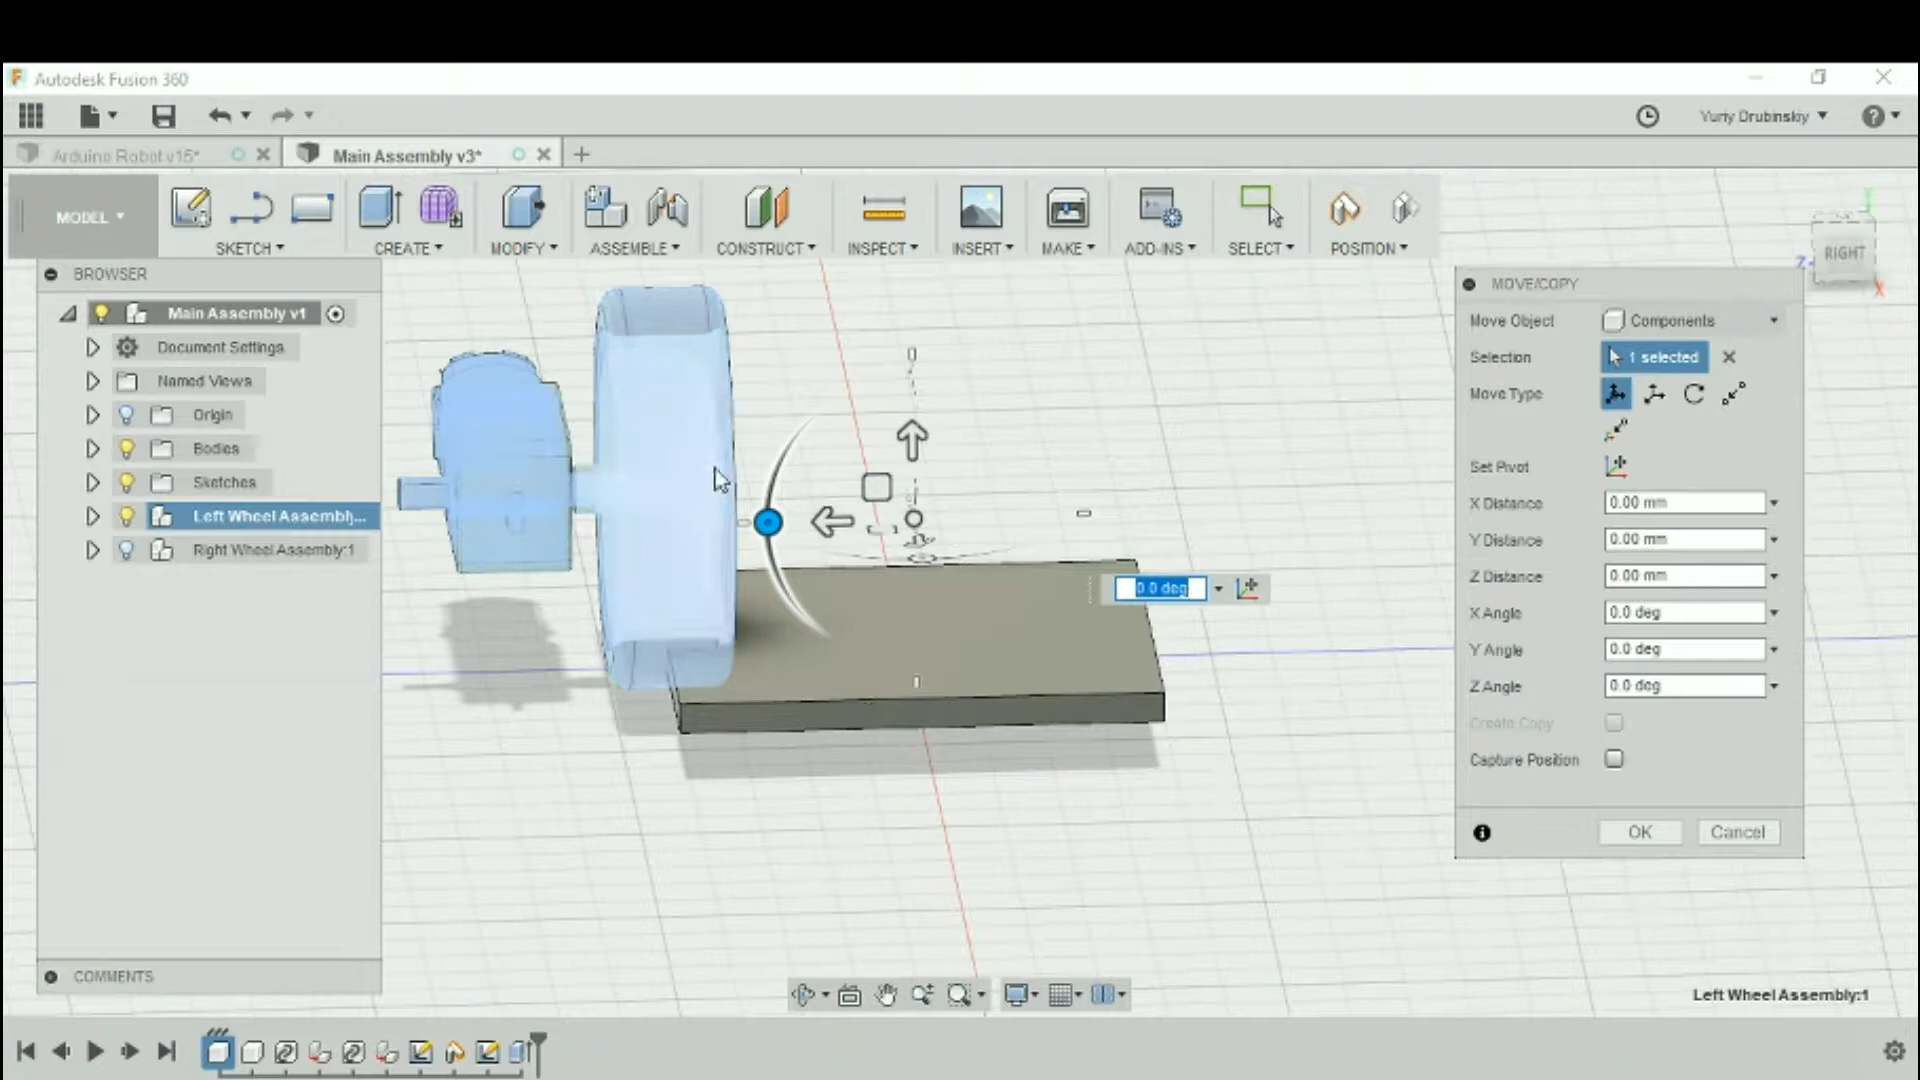 Autodesk Fusion 360
Yuriy Drubinskiy
Arduino Robot v15*
Main Assembly v3*
MODEL
SKETCH
CREATE
MODIFY
ASSEMBLE
CONSTRUCT
INSPECT
INSERT
MAKE
ADD-INS
SELECT
POSITION
RIGHT
Z
X
BROWSER
Main Assembly v1
Document Settings
Named Views
Origin
Bodies
Sketches
Left Wheel Assembl...
Right Wheel Assembly:1
COMMENTS
0.0 deg
MOVE/COPY
Move Object Components
Selection 1 selected
Move Type
Set Pivot
X Distance 0.00 mm
Y Distance 0.00 mm
Z Distance 0.00 mm
X Angle 0.0 deg
Y Angle 0.0 deg
Z Angle 0.0 deg
Create Copy
Capture Position
OK Cancel
Left Wheel Assembly:1